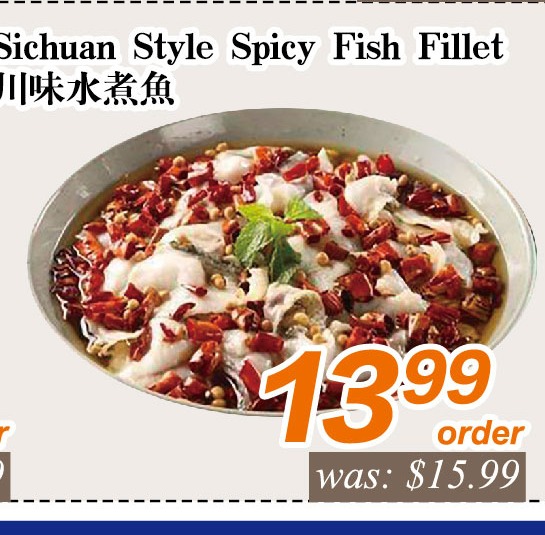 Sichuan Style Spicy Fish Fillet
川味水煮魚
13.99
order
was: $15.99